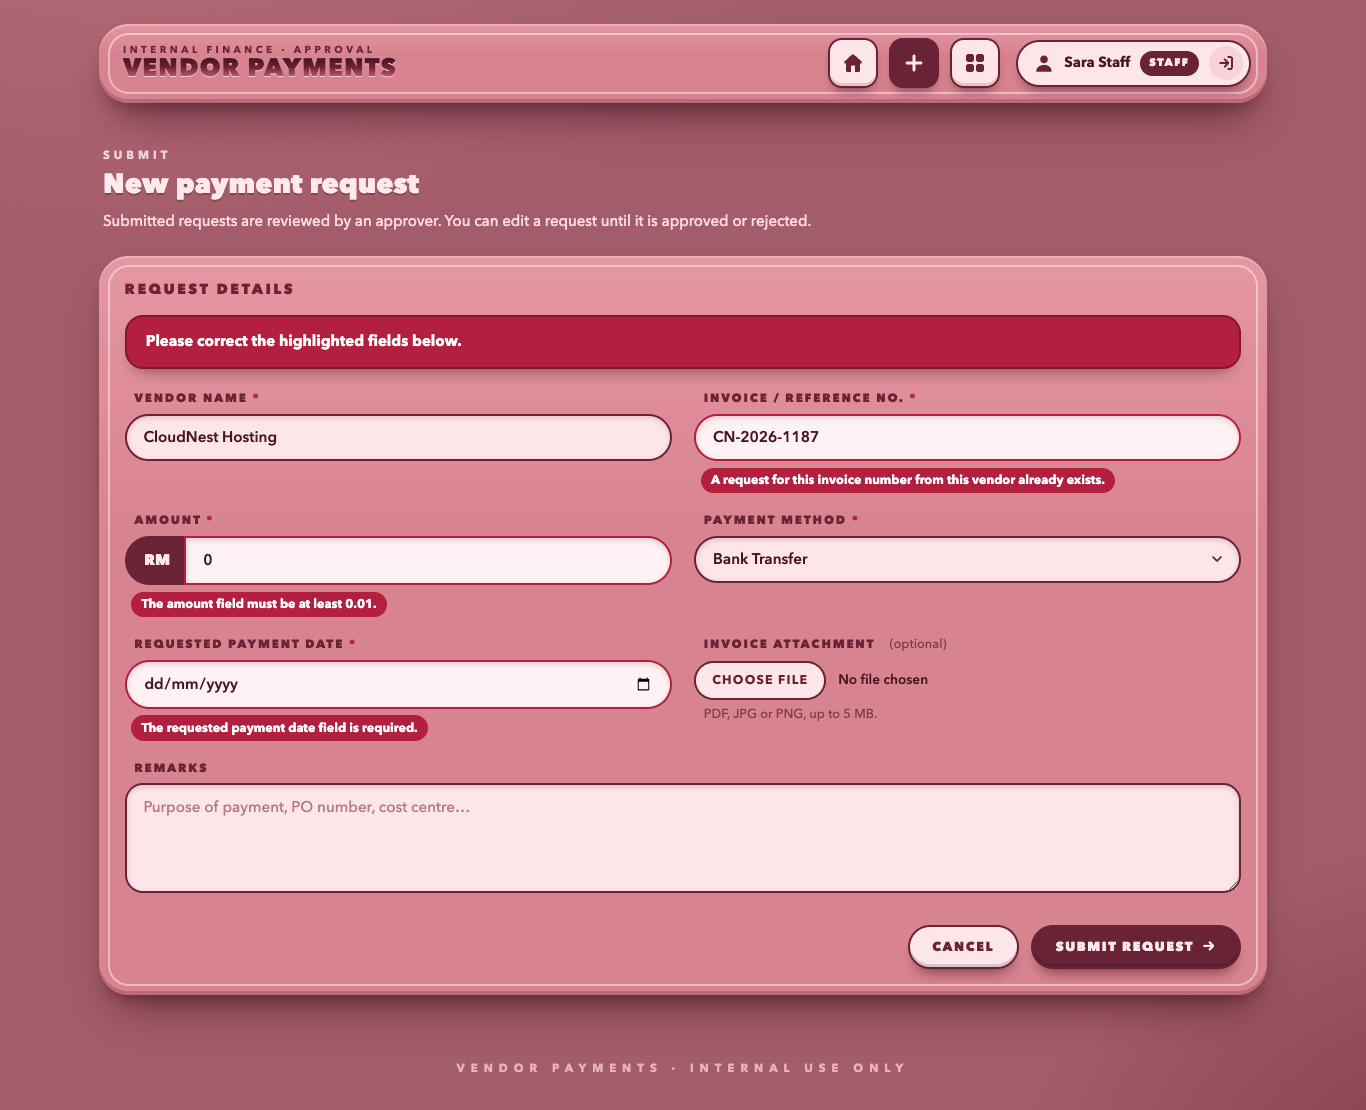 INTERNAL FINANCE · APPROVAL
VENDOR PAYMENTS
Sara Staff
STAFF
SUBMIT
New payment request
Submitted requests are reviewed by an approver. You can edit a request until it is approved or rejected.
REQUEST DETAILS
Please correct the highlighted fields below.
VENDOR NAME *
CloudNest Hosting
INVOICE / REFERENCE NO. *
CN-2026-1187
A request for this invoice number from this vendor already exists.
AMOUNT *
RM 0
The amount field must be at least 0.01.
PAYMENT METHOD *
Bank Transfer
REQUESTED PAYMENT DATE *
dd/mm/yyyy
The requested payment date field is required.
INVOICE ATTACHMENT (optional)
CHOOSE FILE No file chosen
PDF, JPG or PNG, up to 5 MB.
REMARKS
Purpose of payment, PO number, cost centre...
CANCEL
SUBMIT REQUEST →
VENDOR PAYMENTS · INTERNAL USE ONLY